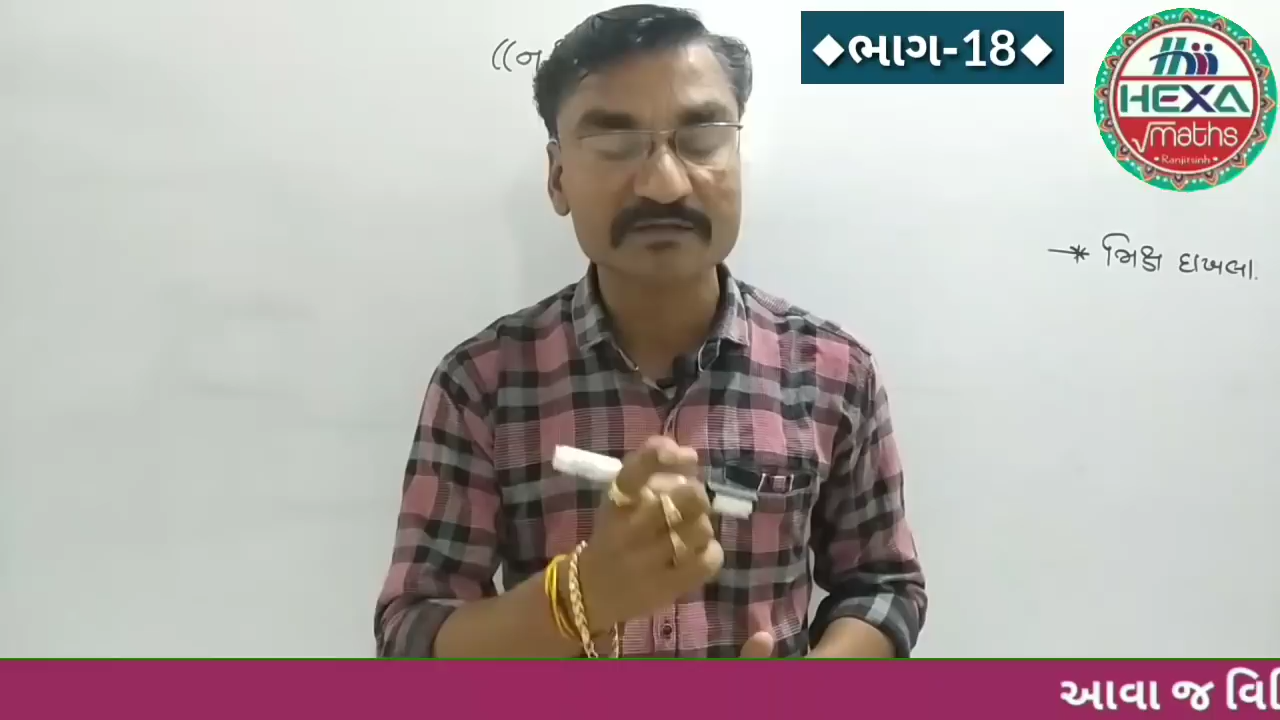 ◆ભાગ-18◆
HEXA
√maths
• Ranjitsinh •
મિક્ષ દાખલા.
આવા જ